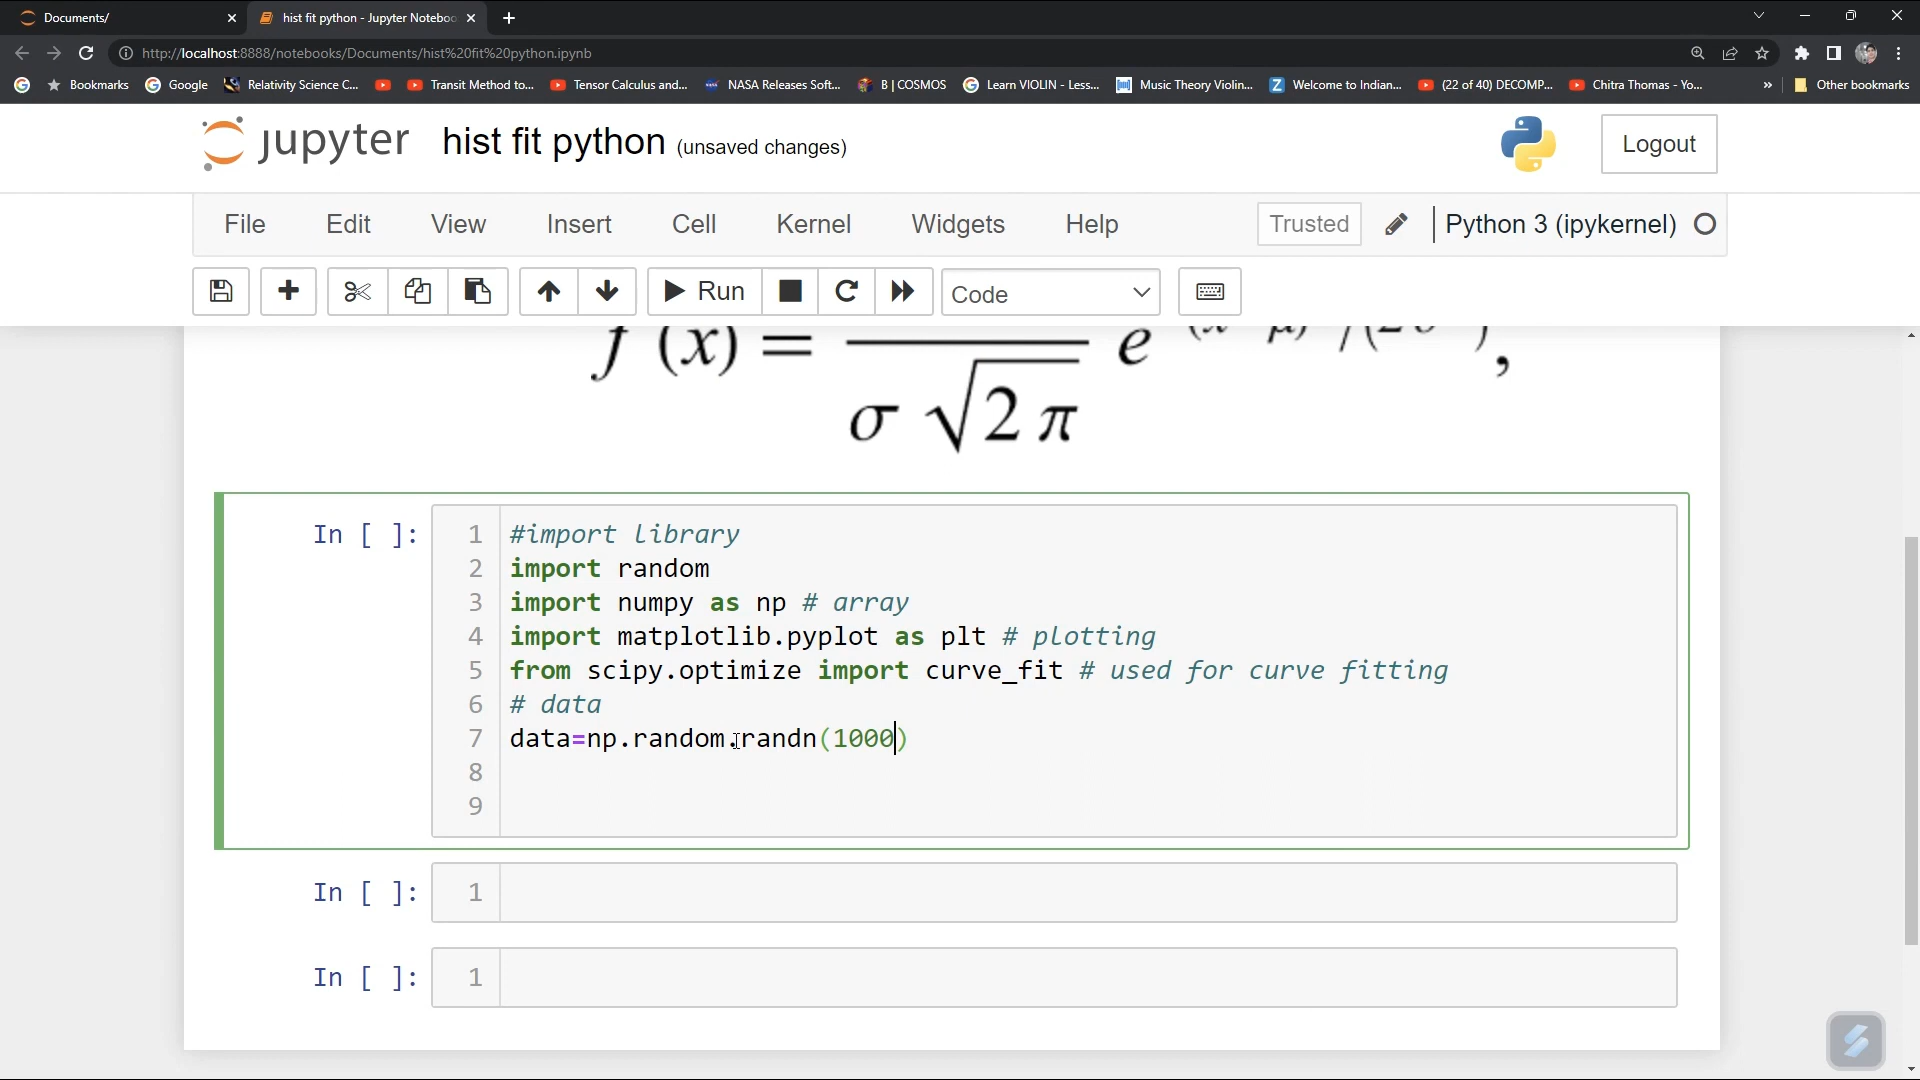 Documents/
hist fit python - Jupyter Noteboo
http://localhost:8888/notebooks/Documents/hist%20fit%20python.ipynb
Bookmarks
Google
Relativity Science C...
Transit Method to...
Tensor Calculus and...
NASA Releases Soft...
B | COSMOS
Learn VIOLIN - Less...
Music Theory Violin...
Welcome to Indian...
(22 of 40) DECOMP...
Chitra Thomas - Yo...
»
Other bookmarks
jupyter
hist fit python (unsaved changes)
Logout
File
Edit
View
Insert
Cell
Kernel
Widgets
Help
Trusted
Python 3 (ipykernel)
Run
Code
f (x) = e
σ √2 π
In [ ]:
1 #import library
2 import random
3 import numpy as np # array
4 import matplotlib.pyplot as plt # plotting
5 from scipy.optimize import curve_fit # used for curve fitting
6 # data
7 data=np.random.randn(1000)
8
9
In [ ]: 1
In [ ]: 1